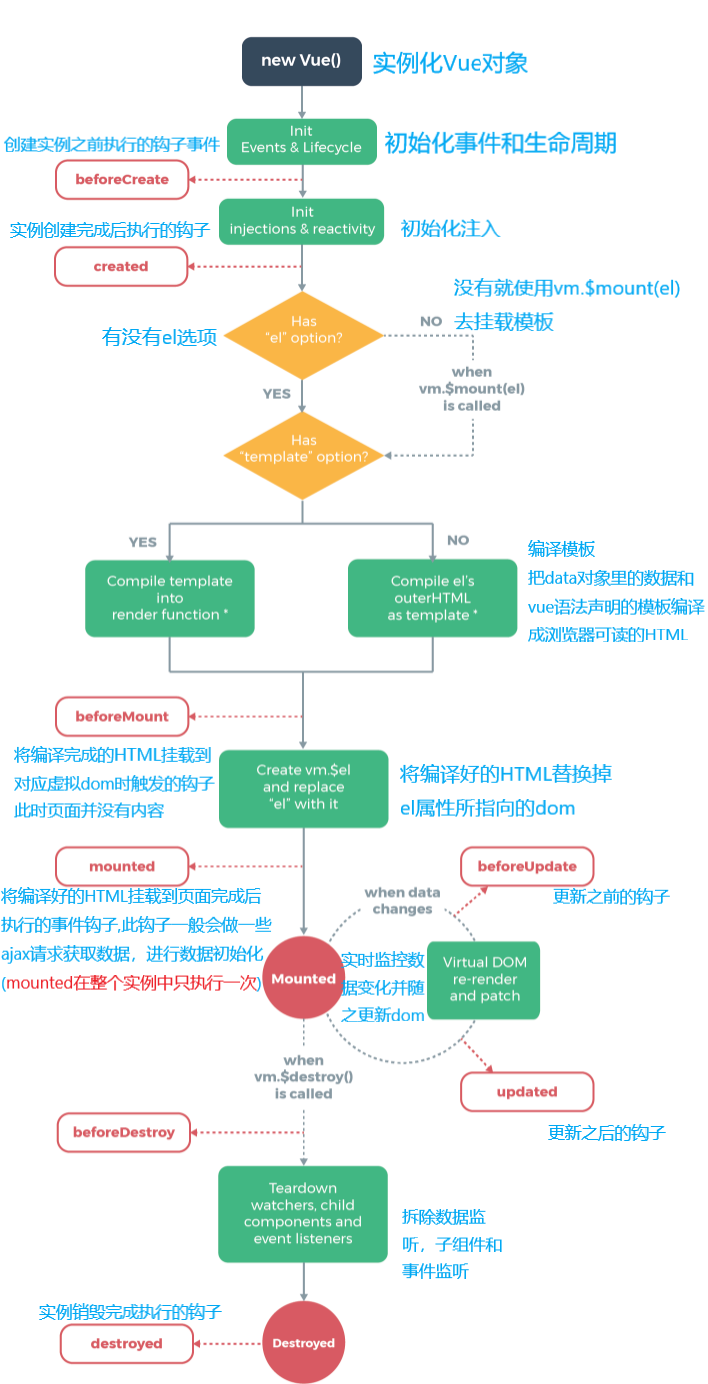 new Vue()
实例化Vue对象
创建实例之前执行的钩子事件
Init
Events & Lifecycle
初始化事件和生命周期
beforeCreate
实例创建完成后执行的钩子
Init
injections & reactivity
初始化注入
created
没有就使用vm.$mount(el)
去挂载模板
有没有el选项
Has
"el" option?
NO
when
vm.$mount(el)
is called
YES
Has
"template" option?
YES
NO
Compile template
into
render function *
Compile el's
outerHTML
as template *
编译模板
把data对象里的数据和
vue语法声明的模板编译
成浏览器可读的HTML
beforeMount
将编译完成的HTML挂载到
对应虚拟dom时触发的钩子
此时页面并没有内容
Create vm.$el
and replace
"el" with it
将编译好的HTML替换掉
el属性所指向的dom
mounted
将编译好的HTML挂载到页面完成后
执行的事件钩子,此钩子一般会做一些
ajax请求获取数据，进行数据初始化
(mounted在整个实例中只执行一次)
Mounted
when data
changes
beforeUpdate
更新之前的钩子
实时监控数
据变化并随
之更新dom
Virtual DOM
re-render
and patch
updated
更新之后的钩子
when
vm.$destroy()
is called
beforeDestroy
Teardown
watchers, child
components and
event listeners
拆除数据监
听，子组件和
事件监听
实例销毁完成执行的钩子
destroyed
Destroyed